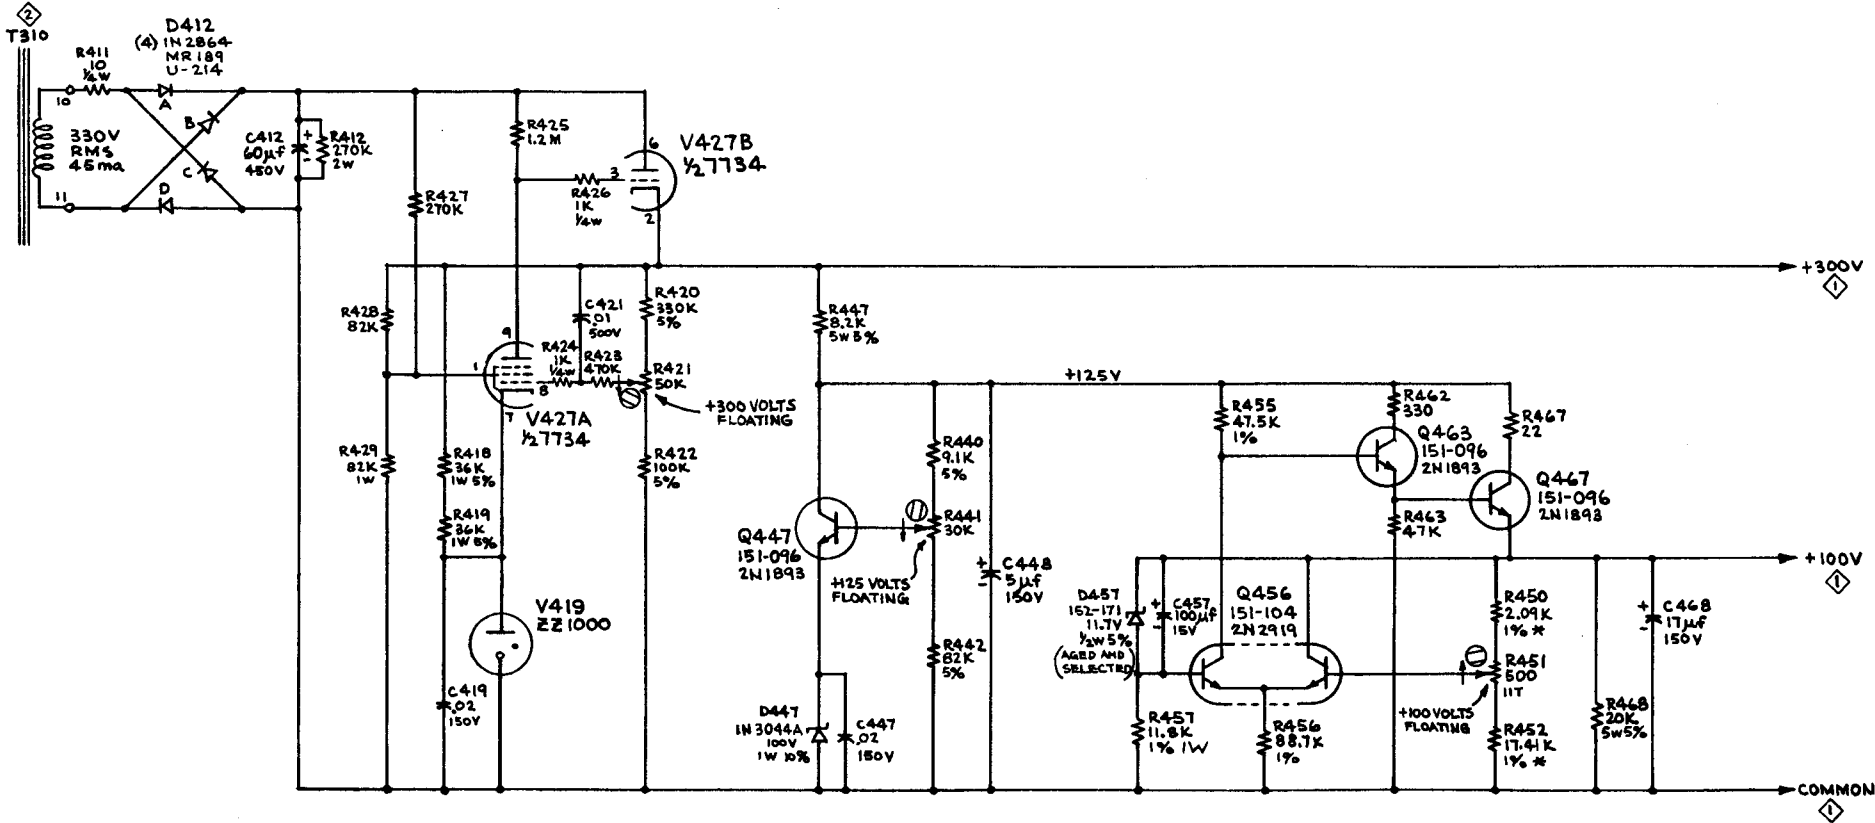 2
T310
R411
10
¼W
D412
(4) 1N2864
MR189
U-214
10
A
B
C
D
11
330V
RMS
45ma
C412
60µf
450V
+
-
R412
270K
2W
R427
270K
R425
1.2M
R426
1K
¼W
3
6
2
V427B
½7734
+300V
1
R428
82K
R429
82K
1W
R418
36K
1W 5%
R419
36K
1W 5%
C419
.02
150V
1
9
8
7
V427A
½7734
R424
1K
¼W
R423
470K
C421
.01
500V
R420
330K
5%
R421
50K
R422
100K
5%
+300 VOLTS
FLOATING
V419
ZZ1000
R447
8.2K
5W 5%
+125V
Q447
151-096
2N1893
R440
9.1K
5%
R441
30K
+125 VOLTS
FLOATING
R442
82K
5%
D447
1N3044A
100V
1W 10%
C447
.02
150V
+
-
C448
5µf
150V
R455
47.5K
1%
R462
330
Q463
151-096
2N1893
R463
47K
R467
22
Q467
151-096
2N1893
+100V
1
D457
152-171
11.7V
½W 5%
(AGED AND
SELECTED)
+
-
C457
100µf
15V
Q456
151-104
2N2919
R457
11.8K
1% 1W
R456
88.7K
1%
R450
2.09K
1% *
R451
500
11T
+100 VOLTS
FLOATING
R452
17.41K
1% *
R468
20K
5W 5%
+
-
C468
17µf
150V
COMMON
1